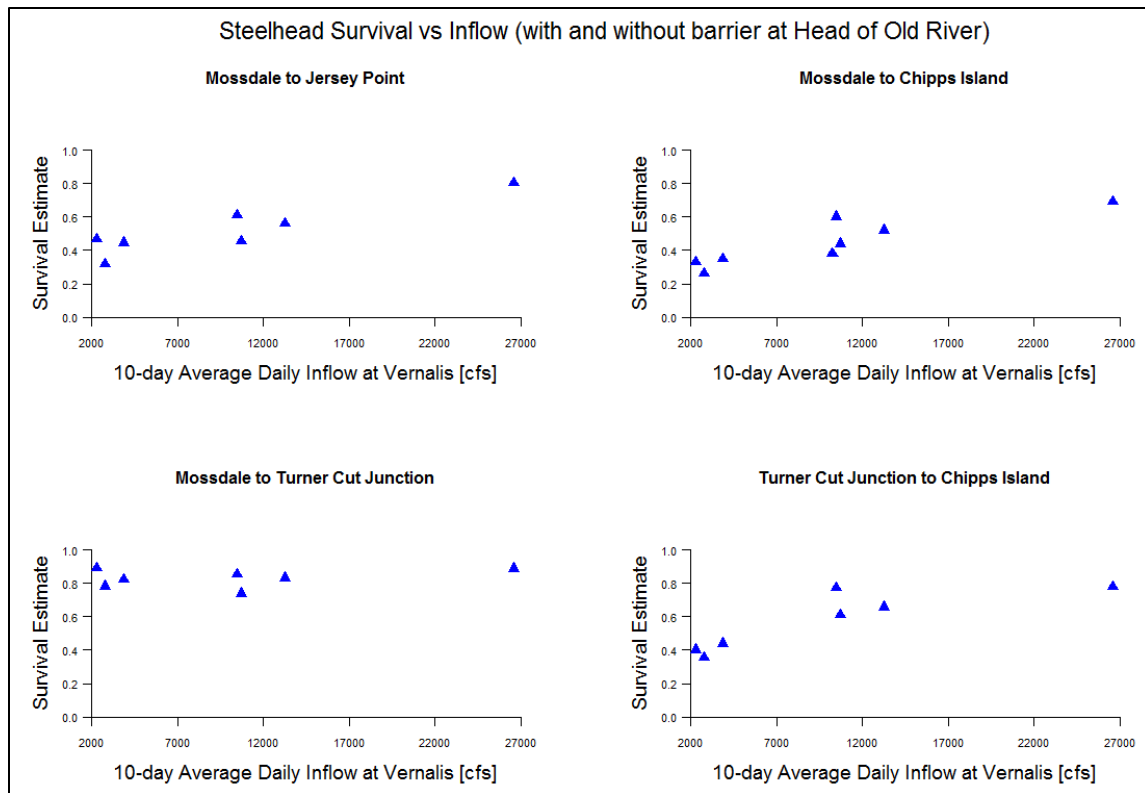 Steelhead Survival vs Inflow (with and without barrier at Head of Old River)
Mossdale to Jersey Point
Survival Estimate
1.0
0.8
0.6
0.4
0.2
0.0
2000 7000 12000 17000 22000 27000
10-day Average Daily Inflow at Vernalis [cfs]
Mossdale to Chipps Island
Survival Estimate
1.0
0.8
0.6
0.4
0.2
0.0
2000 7000 12000 17000 22000 27000
10-day Average Daily Inflow at Vernalis [cfs]
Mossdale to Turner Cut Junction
Survival Estimate
1.0
0.8
0.6
0.4
0.2
0.0
2000 7000 12000 17000 22000 27000
10-day Average Daily Inflow at Vernalis [cfs]
Turner Cut Junction to Chipps Island
Survival Estimate
1.0
0.8
0.6
0.4
0.2
0.0
2000 7000 12000 17000 22000 27000
10-day Average Daily Inflow at Vernalis [cfs]